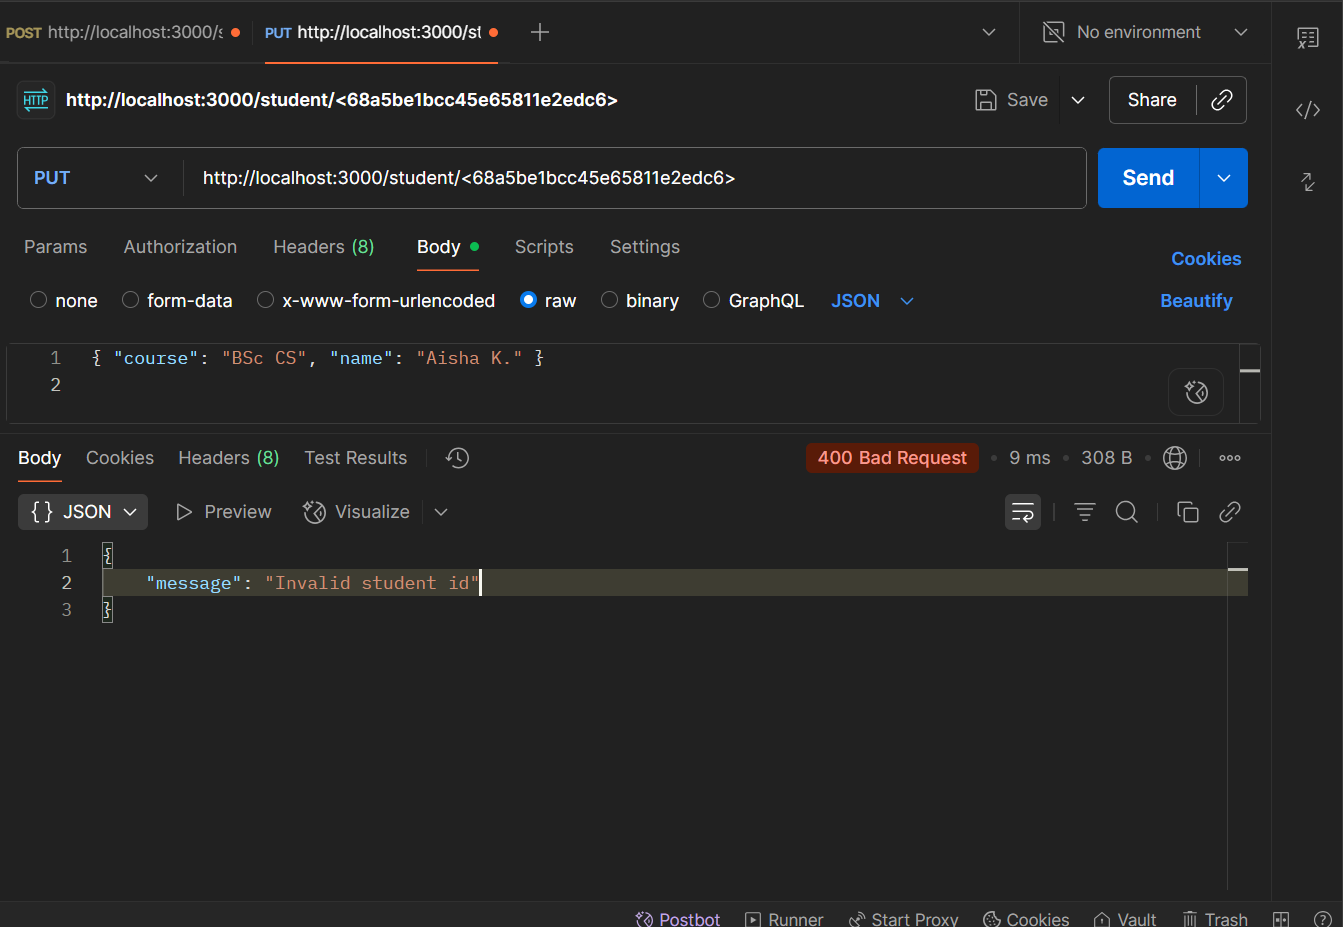 POST http://localhost:3000/s PUT http://localhost:3000/st No environment
HTTP http://localhost:3000/student/<68a5be1bcc45e65811e2edc6> Save Share
PUT http://localhost:3000/student/<68a5be1bcc45e65811e2edc6> Send
Params Authorization Headers (8) Body Scripts Settings Cookies
none form-data x-www-form-urlencoded raw binary GraphQL JSON Beautify
1 { "course": "BSc CS", "name": "Aisha K." }
2
Body Cookies Headers (8) Test Results 400 Bad Request 9 ms 308 B
{} JSON Preview Visualize
1 {
2 "message": "Invalid student id"
3 }
Postbot Runner Start Proxy Cookies Vault Trash